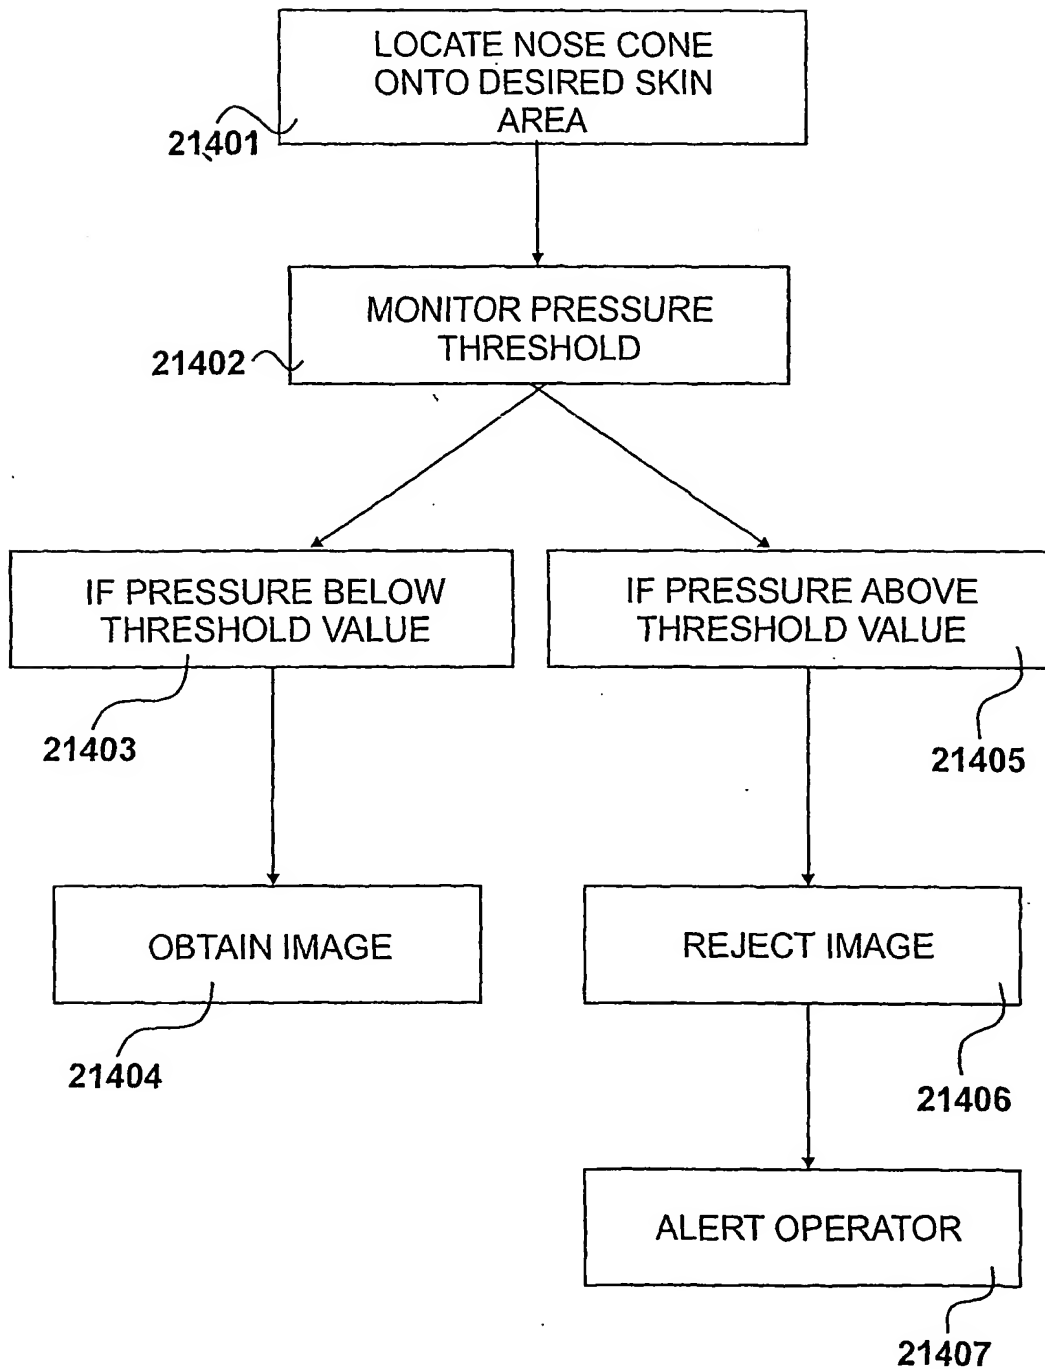 LOCATE NOSE CONE
ONTO DESIRED SKIN
AREA
21401
MONITOR PRESSURE
THRESHOLD
21402
IF PRESSURE BELOW
THRESHOLD VALUE
21403
IF PRESSURE ABOVE
THRESHOLD VALUE
21405
OBTAIN IMAGE
21404
REJECT IMAGE
21406
ALERT OPERATOR
21407